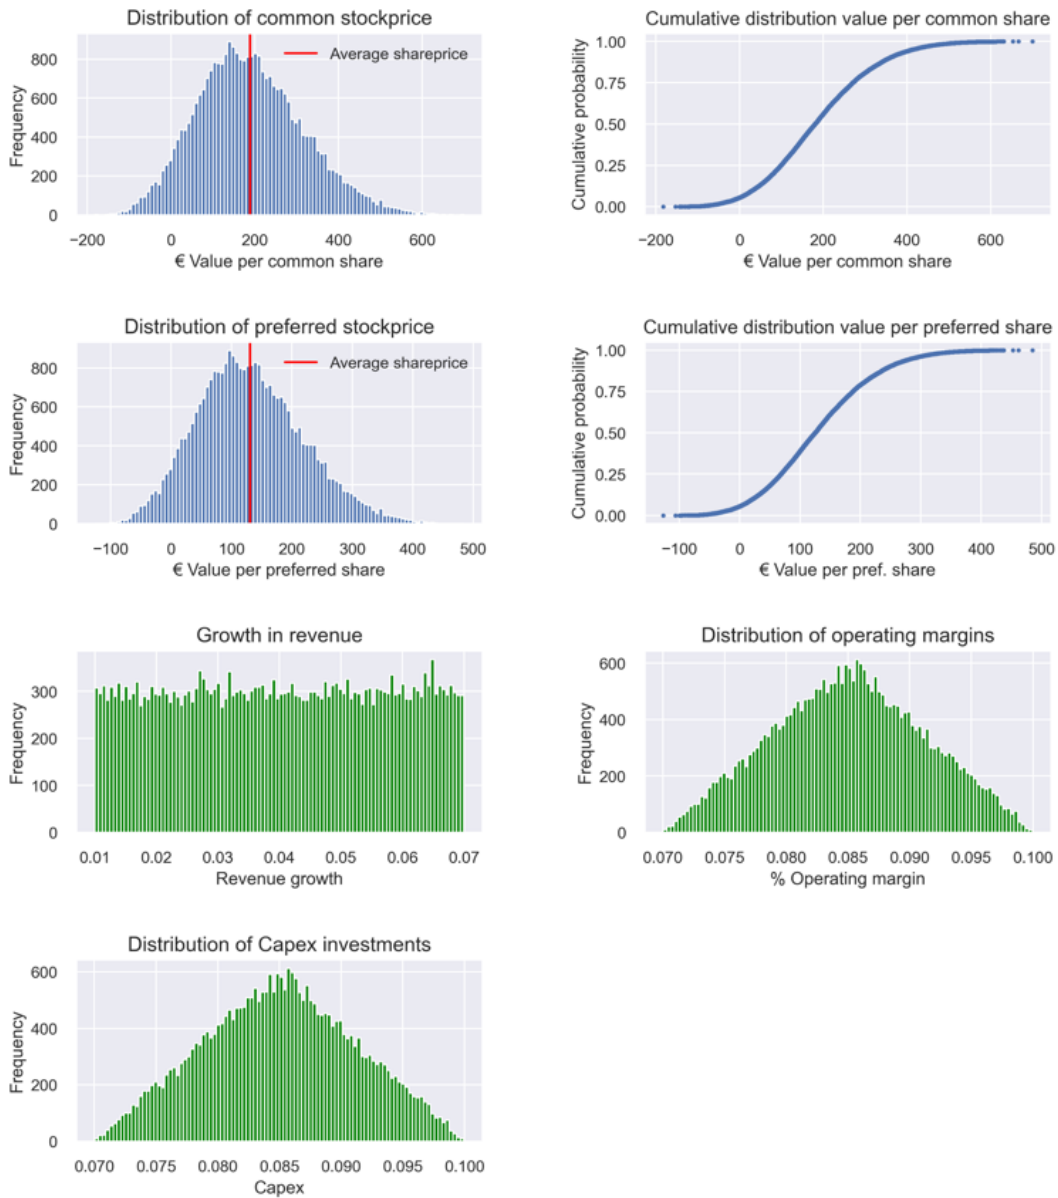 Distribution of common stockprice
800
600
400
200
0
Frequency
Average shareprice
−200 0 200 400 600
€ Value per common share
Cumulative distribution value per common share
1.00
0.75
0.50
0.25
0.00
Cumulative probability
−200 0 200 400 600
€ Value per common share
Distribution of preferred stockprice
800
600
400
200
0
Frequency
Average shareprice
−100 0 100 200 300 400 500
€ Value per preferred share
Cumulative distribution value per preferred share
1.00
0.75
0.50
0.25
0.00
Cumulative probability
−100 0 100 200 300 400 500
€ Value per pref. share
Growth in revenue
300
200
100
0
Frequency
0.01 0.02 0.03 0.04 0.05 0.06 0.07
Revenue growth
Distribution of operating margins
600
400
200
0
Frequency
0.070 0.075 0.080 0.085 0.090 0.095 0.100
% Operating margin
Distribution of Capex investments
600
400
200
0
Frequency
0.070 0.075 0.080 0.085 0.090 0.095 0.100
Capex